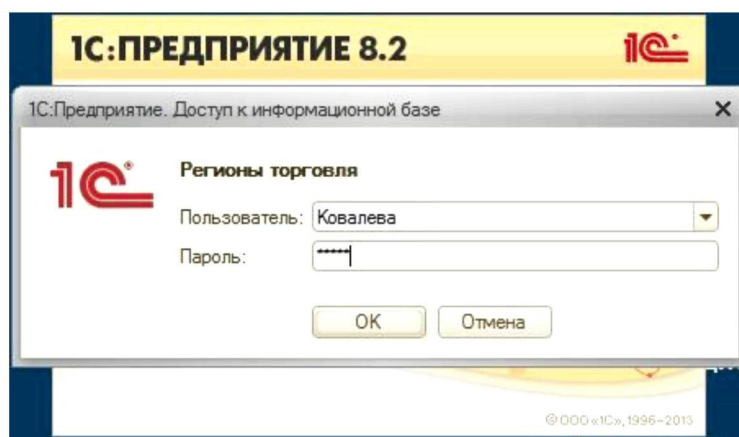 1С:ПРЕДПРИЯТИЕ 8.2
1С
1С:Предприятие. Доступ к информационной базе
1С
Регионы торговля
Пользователь: Ковалева
Пароль: *****
ОК Отмена
© ООО «1С», 1996–2013